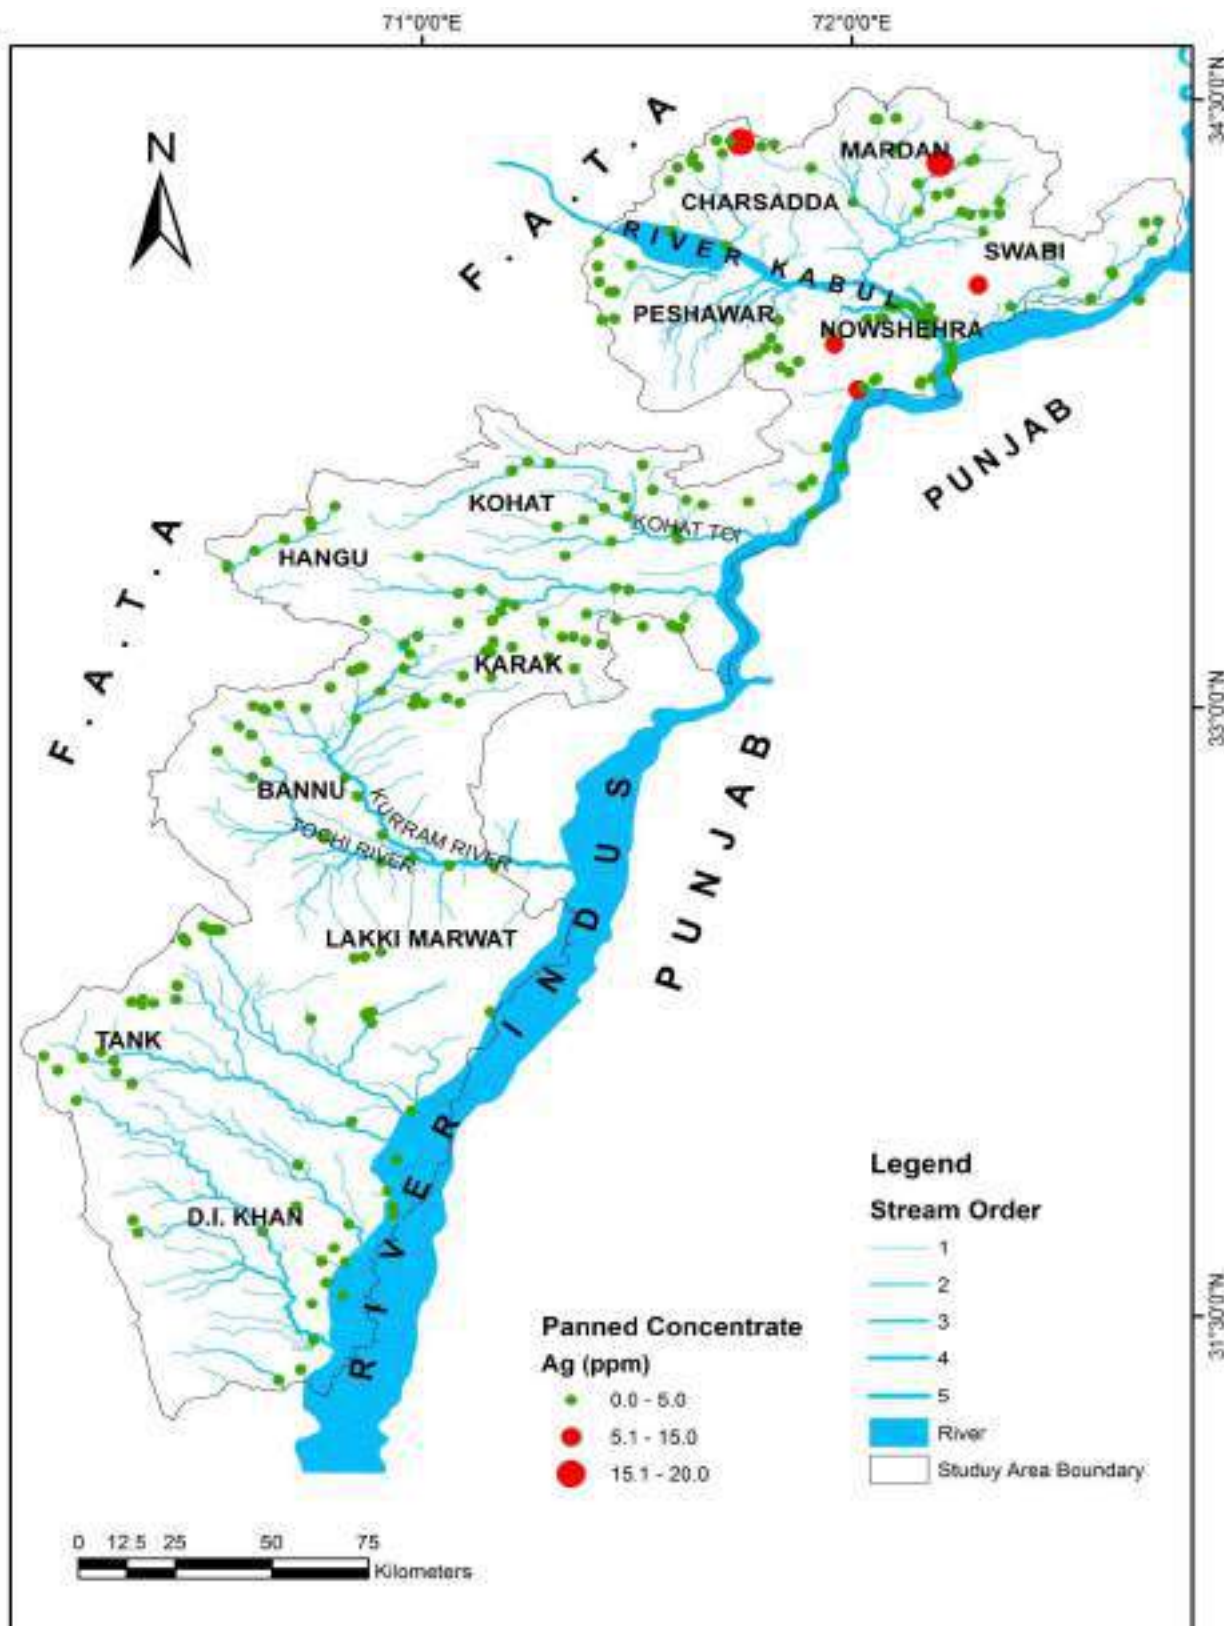 71°0'0"E
72°0'0"E
34°30'0"N
N
F . A . T . A
MARDAN
CHARSADDA
SWABI
RIVER KABUL
PESHAWAR
NOWSHEHRA
PUNJAB
KOHAT
KOHAT TOI
HANGU
F . A . T . A
KARAK
33°0'0"N
PUNJAB
BANNU
KURRAM RIVER
TOCHI RIVER
LAKKI MARWAT
RIVER INDUS
TANK
D.I. KHAN
31°30'0"N
Legend
Stream Order
1
2
3
4
5
River
Studuy Area Boundary
Panned Concentrate
Ag (ppm)
0.0 - 5.0
5.1 - 15.0
15.1 - 20.0
0 12.5 25 50 75
Kilometers